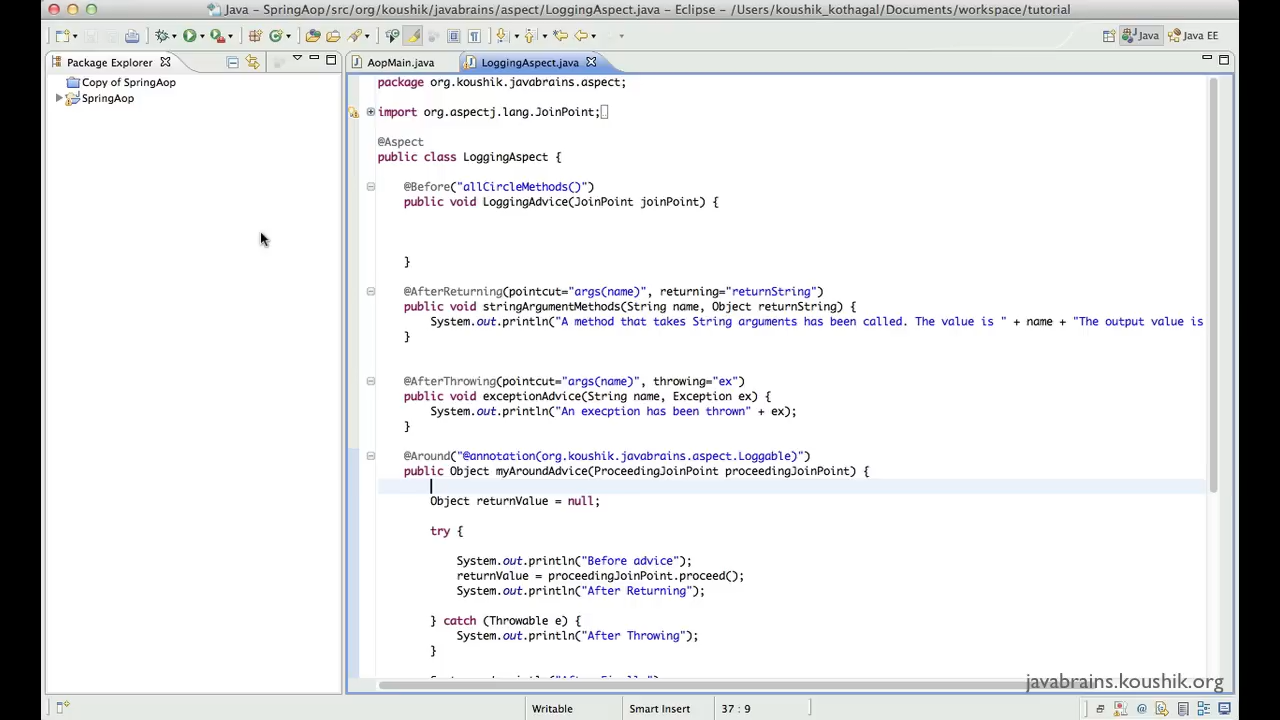 Java - SpringAop/src/org/koushik/javabrains/aspect/LoggingAspect.java - Eclipse - /Users/koushik_kothagal/Documents/workspace/tutorial
Java Java EE
Package Explorer
AopMain.java LoggingAspect.java
Copy of SpringAop
SpringAop
package org.koushik.javabrains.aspect;
import org.aspectj.lang.JoinPoint;
@Aspect
public class LoggingAspect {
@Before("allCircleMethods()")
public void LoggingAdvice(JoinPoint joinPoint) {
}
@AfterReturning(pointcut="args(name)", returning="returnString")
public void stringArgumentMethods(String name, Object returnString) {
System.out.println("A method that takes String arguments has been called. The value is " + name + "The output value is
}
@AfterThrowing(pointcut="args(name)", throwing="ex")
public void exceptionAdvice(String name, Exception ex) {
System.out.println("An execption has been thrown" + ex);
}
@Around("@annotation(org.koushik.javabrains.aspect.Loggable)")
public Object myAroundAdvice(ProceedingJoinPoint proceedingJoinPoint) {
Object returnValue = null;
try {
System.out.println("Before advice");
returnValue = proceedingJoinPoint.proceed();
System.out.println("After Returning");
} catch (Throwable e) {
System.out.println("After Throwing");
}
javabrains.koushik.org
Writable Smart Insert 37 : 9